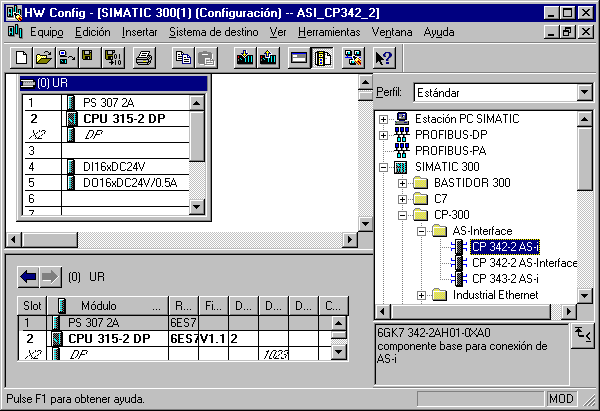 HW Config - [SIMATIC 300(1) (Configuración) -- ASI_CP342_2]
Equipo Edición Insertar Sistema de destino Ver Herramientas Ventana Ayuda
(0) UR
1 PS 307 2A
2 CPU 315-2 DP
X2 DP
3
4 DI16xDC24V
5 DO16xDC24V/0.5A
6
7
Perfil: Estándar
Estación PC SIMATIC
PROFIBUS-DP
PROFIBUS-PA
SIMATIC 300
BASTIDOR 300
C7
CP-300
AS-Interface
CP 342-2 AS-i
CP 342-2 AS-Interface
CP 343-2 AS-i
Industrial Ethernet
(0) UR
Slot Módulo ... R... Fi... D... D... D... C...
1 PS 307 2A 6ES7
2 CPU 315-2 DP 6ES7 V1.1 2
X2 DP 1023
6GK7 342-2AH01-0XA0
componente base para conexión de
AS-i
Pulse F1 para obtener ayuda. MOD